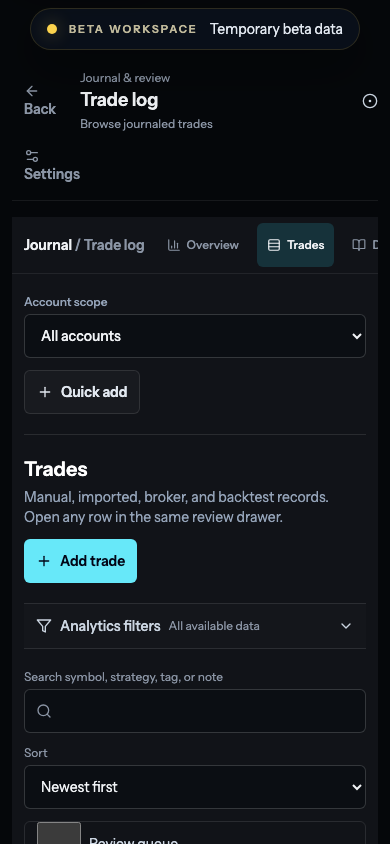 BETA WORKSPACE Temporary beta data
Journal & review
Back
Trade log
Browse journaled trades
Settings
Journal / Trade log Overview Trades D
Account scope
All accounts
Quick add
Trades
Manual, imported, broker, and backtest records.
Open any row in the same review drawer.
Add trade
Analytics filters All available data
Search symbol, strategy, tag, or note
Sort
Newest first
Review queue